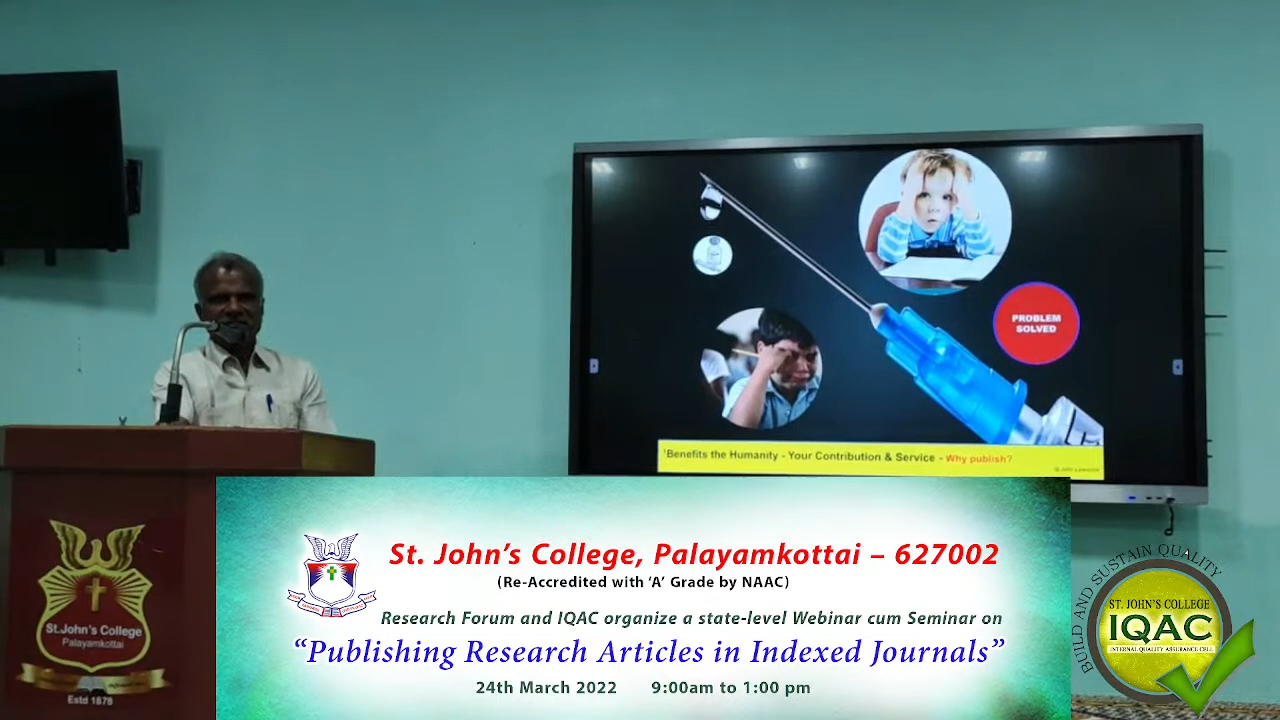 PROBLEM
SOLVED
Benefits the Humanity - Your Contribution & Service - Why publish?
St. John's College
Palayamkottai
Estd 1878
St. John's College, Palayamkottai – 627002
(Re-Accredited with 'A' Grade by NAAC)
Research Forum and IQAC organize a state-level Webinar cum Seminar on
"Publishing Research Articles in Indexed Journals"
24th March 2022 9:00am to 1:00 pm
BUILD AND SUSTAIN QUALITY
ST. JOHN'S COLLEGE
IQAC
INTERNAL QUALITY ASSURANCE CELL